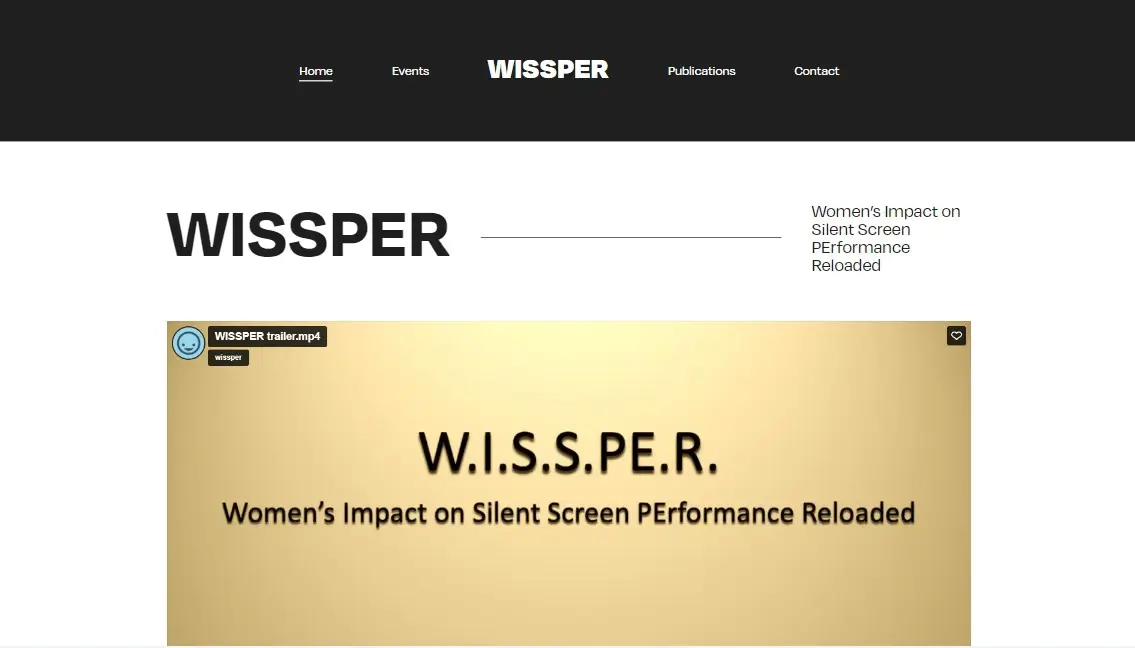 Home Events WISSPER Publications Contact
WISSPER
Women’s Impact on
Silent Screen
PErformance
Reloaded
WISSPER trailer.mp4
wissper
W.I.S.S.PE.R.
Women’s Impact on Silent Screen PErformance Reloaded